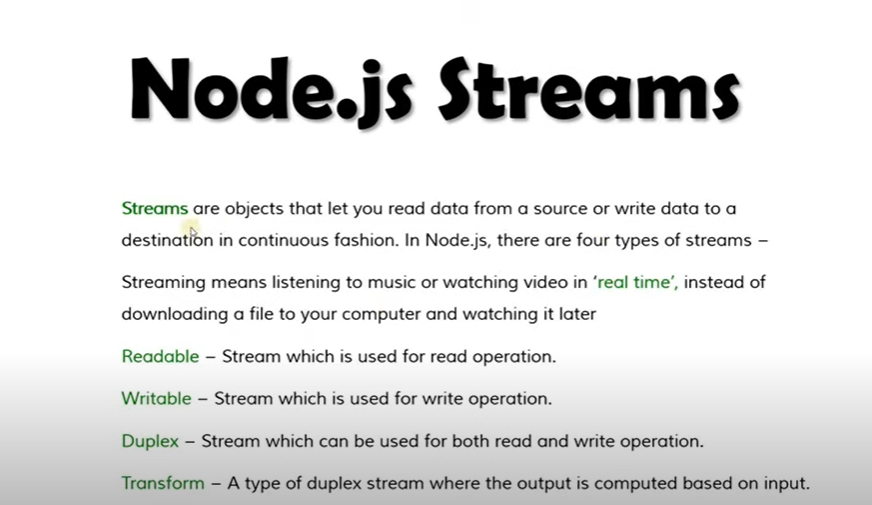 Node.js Streams
Streams are objects that let you read data from a source or write data to a
destination in continuous fashion. In Node.js, there are four types of streams –
Streaming means listening to music or watching video in ‘real time’, instead of
downloading a file to your computer and watching it later
Readable – Stream which is used for read operation.
Writable – Stream which is used for write operation.
Duplex – Stream which can be used for both read and write operation.
Transform – A type of duplex stream where the output is computed based on input.